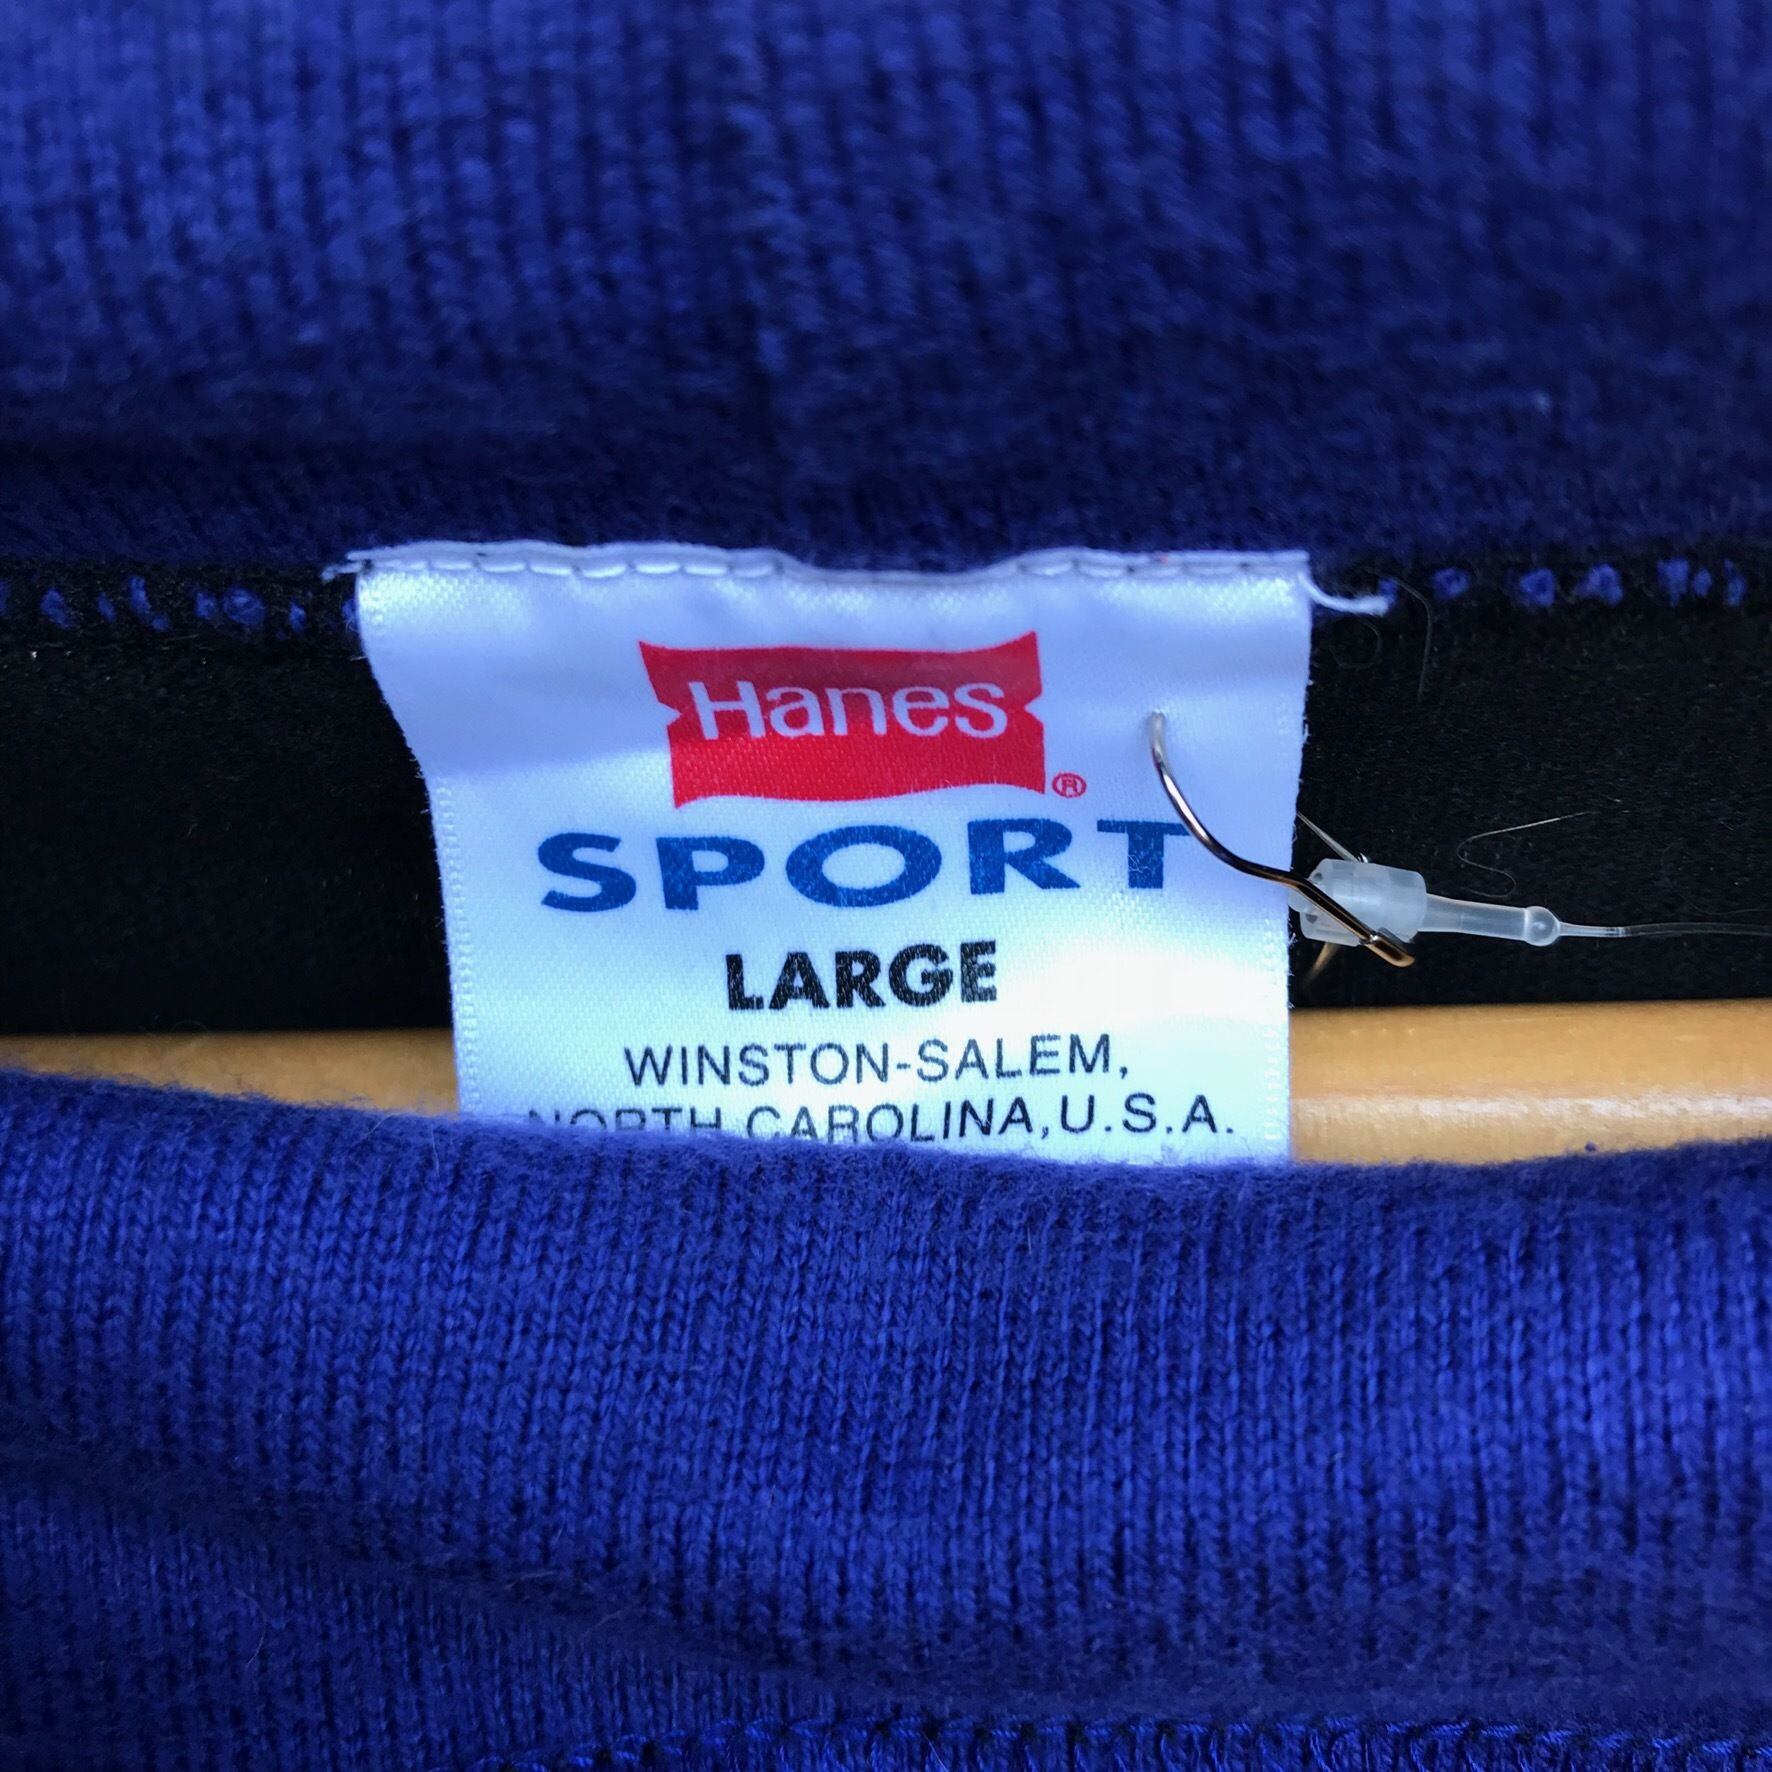 Hanes ®
SPORT
LARGE
WINSTON-SALEM,
NORTH CAROLINA, U.S.A.